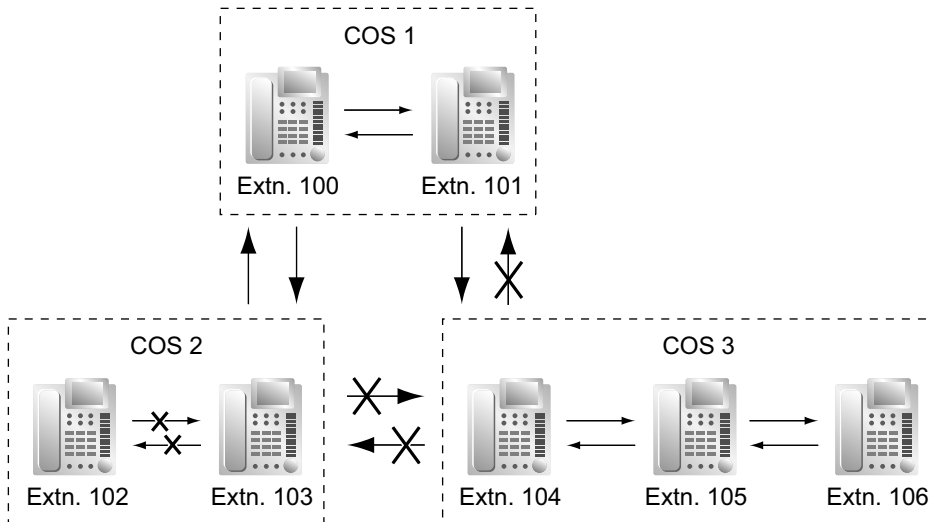 COS 1
Extn. 100 Extn. 101
COS 2 COS 3
Extn. 102 Extn. 103 Extn. 104 Extn. 105 Extn. 106